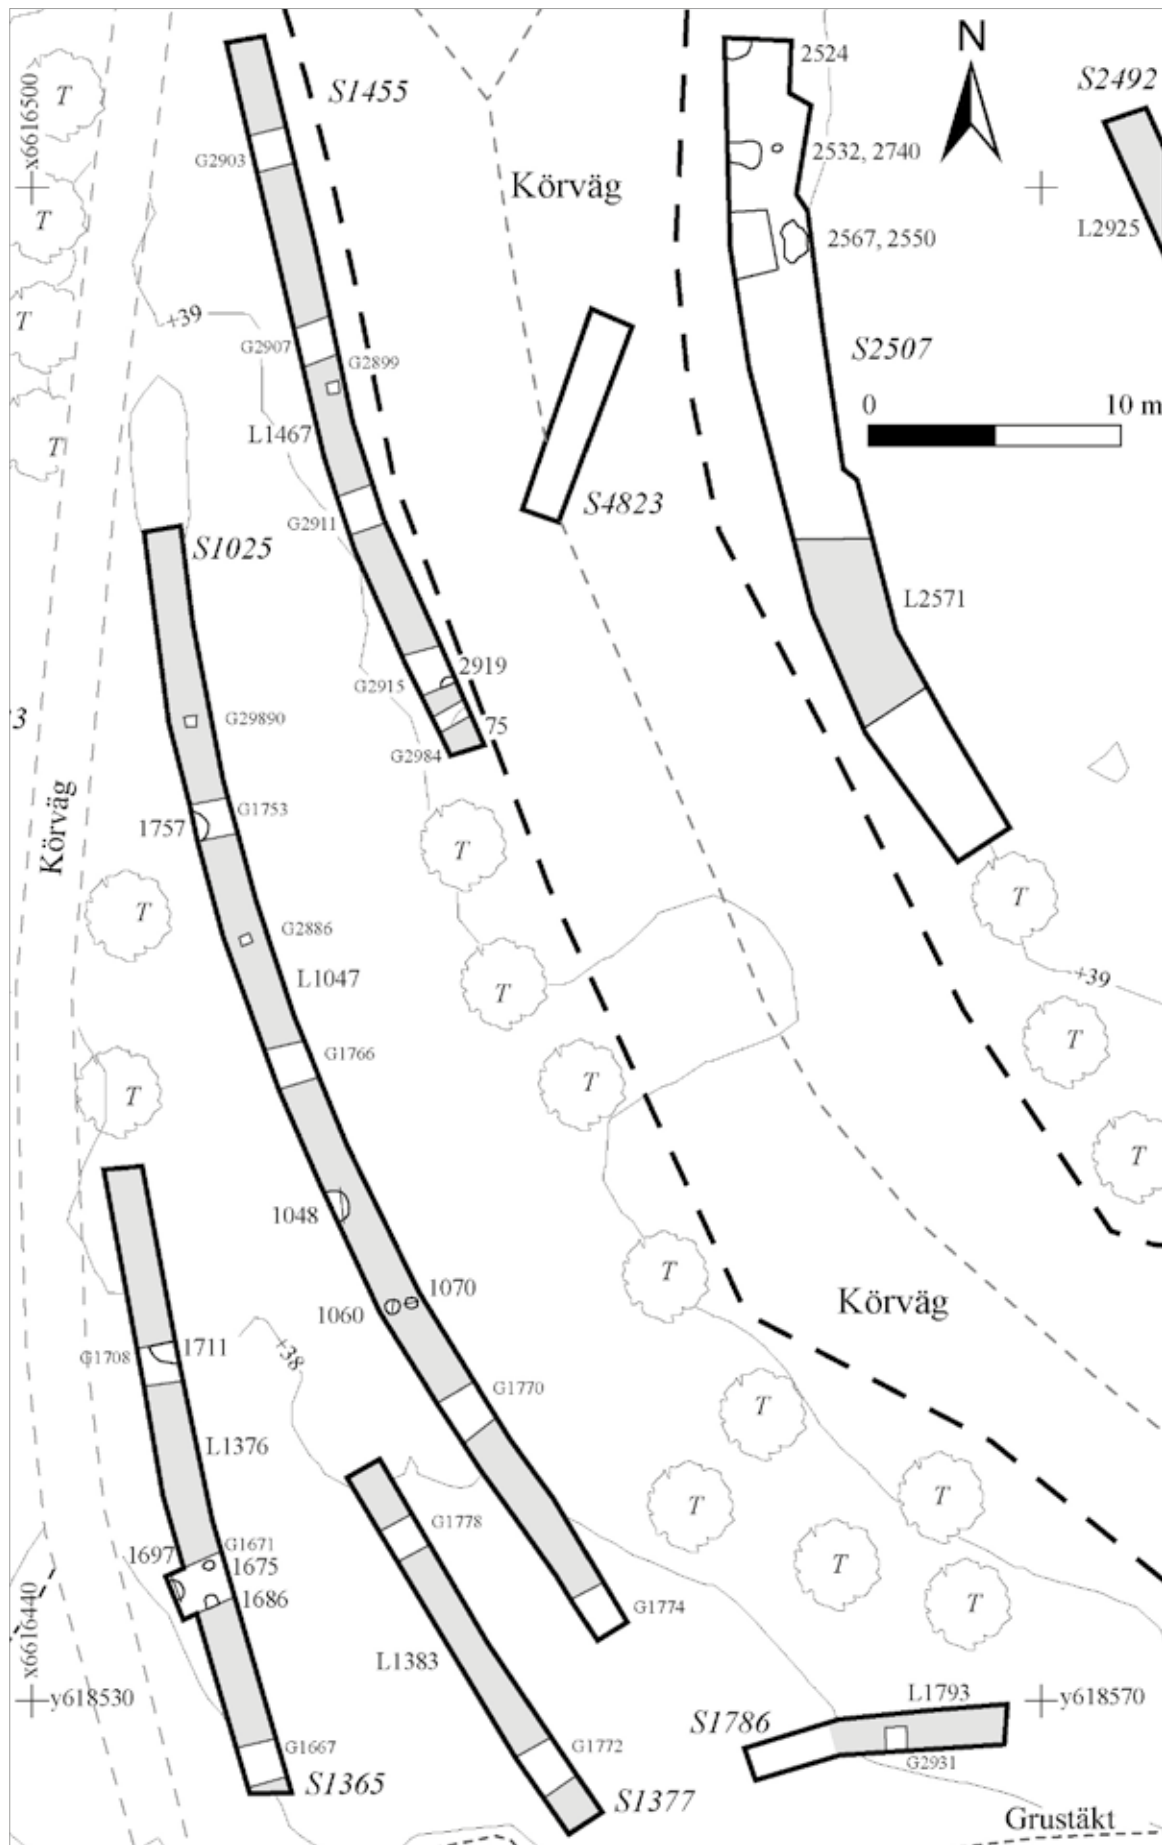 T
x6616500
T
T
T
G2903
S1455
Körväg
2524
N
S2492
2532, 2740
2567, 2550
L2925
+39
G2907
G2899
S2507
0
10 m
L1467
G2911
S4823
S1025
L2571
2919
G2915
75
G2984
G29890
Körväg
1757
G1753
T
T
G2886
L1047
T
T
T
+39
G1766
T
T
T
T
1048
1070
1060
T
Körväg
G1708
1711
+38
G1770
T
L1376
T
T
G1778
1697
G1671
1675
1686
T
T
x6616440
G1774
L1383
y618530
L1793
y618570
S1786
G1667
G1772
G2931
S1365
S1377
Grustäkt